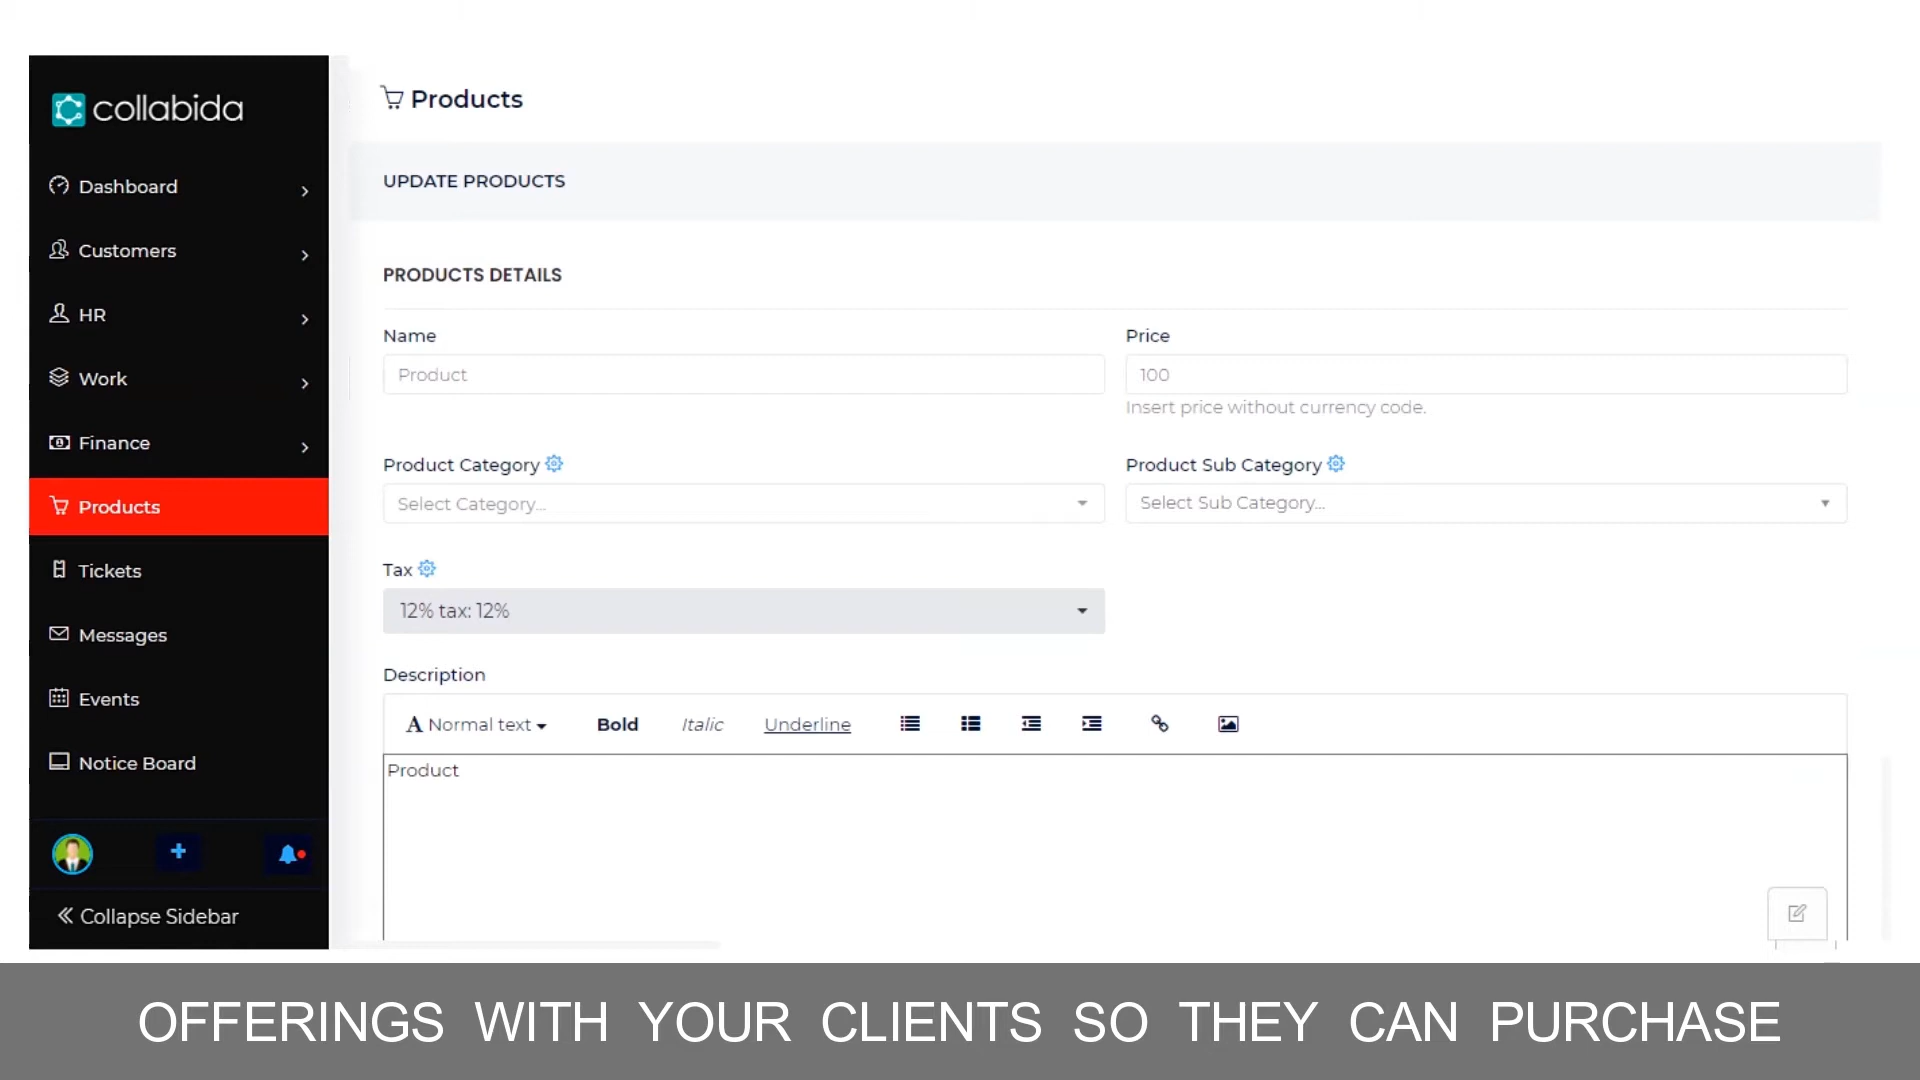 collabida
Dashboard
Customers
HR
Work
Finance
Products
Tickets
Messages
Events
Notice Board
Collapse Sidebar
Products
UPDATE PRODUCTS
PRODUCTS DETAILS
Name
Price
Product
100
Insert price without currency code.
Product Category
Product Sub Category
Select Category...
Select Sub Category...
Tax
12% tax: 12%
Description
A Normal text Bold Italic Underline
Product
OFFERINGS WITH YOUR CLIENTS SO THEY CAN PURCHASE